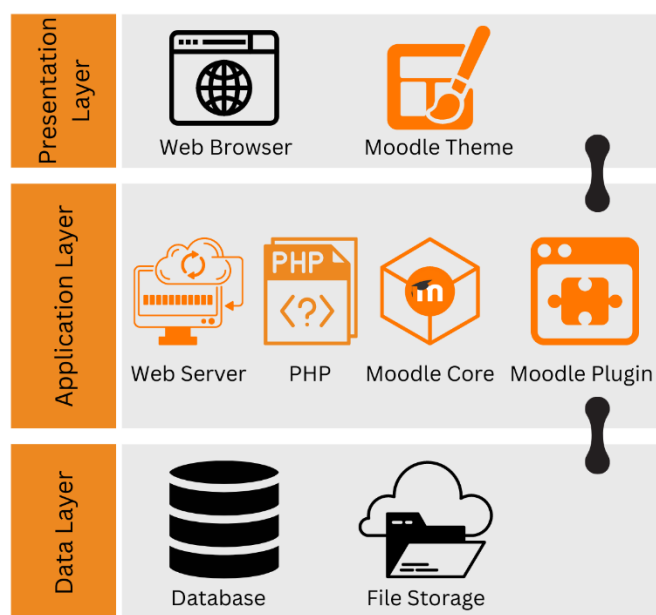 Presentation
Layer
Web Browser
Moodle Theme
Application Layer
PHP
<?>
m
Web Server
PHP
Moodle Core
Moodle Plugin
Data Layer
Database
File Storage